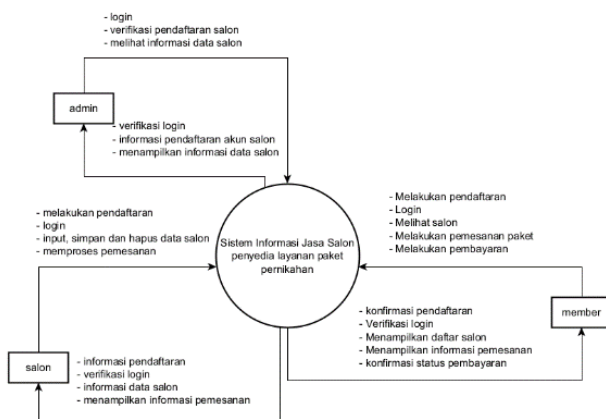 - login
- verifikasi pendaftaran salon
- melihat informasi data salon
admin
- verifikasi login
- informasi pendaftaran akun salon
- menampilkan informasi data salon
- melakukan pendaftaran
- login
- input, simpan dan hapus data salon
- memproses pemesanan
Sistem Informasi Jasa Salon
penyedia layanan paket
pernikahan
- Melakukan pendaftaran
- Login
- Melihat salon
- Melakukan pemesanan paket
- Melakukan pembayaran
member
- konfirmasi pendaftaran
- Verifikasi login
- Menampilkan daftar salon
- Menampilkan informasi pemesanan
- konfirmasi status pembayaran
salon
- informasi pendaftaran
- verifikasi login
- informasi data salon
- menampilkan informasi pemesanan